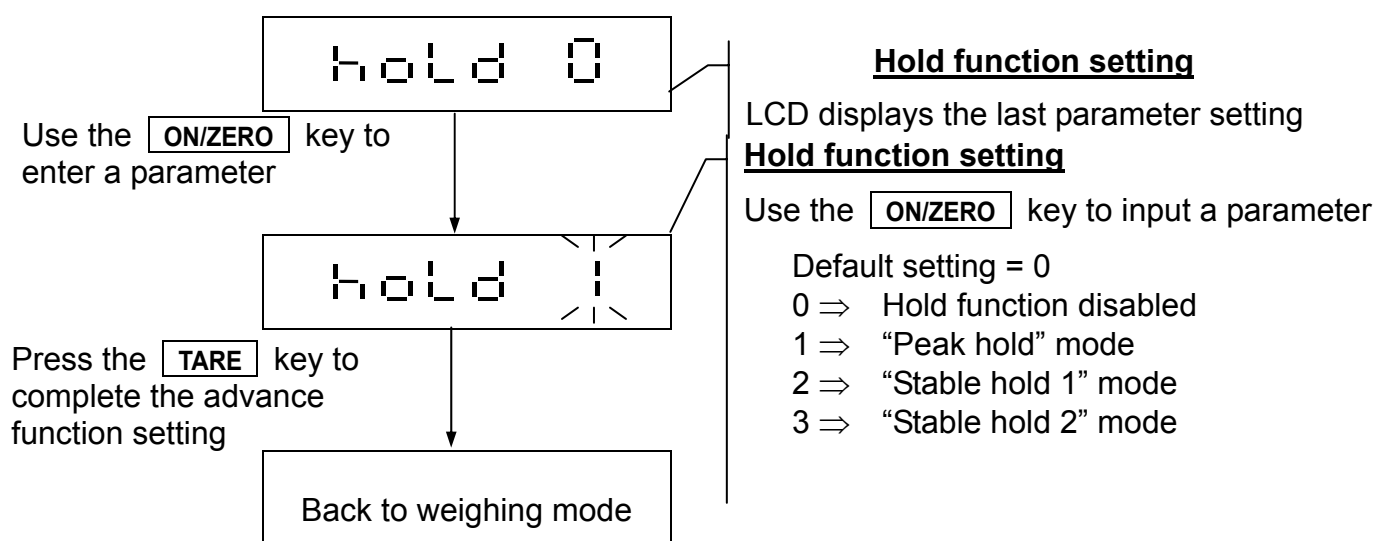 hold 0
Use the ON/ZERO key to
enter a parameter
hold 1
Press the TARE key to
complete the advance
function setting
Back to weighing mode
Hold function setting
LCD displays the last parameter setting
Hold function setting
Use the ON/ZERO key to input a parameter
Default setting = 0
0 ⇒ Hold function disabled
1 ⇒ “Peak hold” mode
2 ⇒ “Stable hold 1” mode
3 ⇒ “Stable hold 2” mode